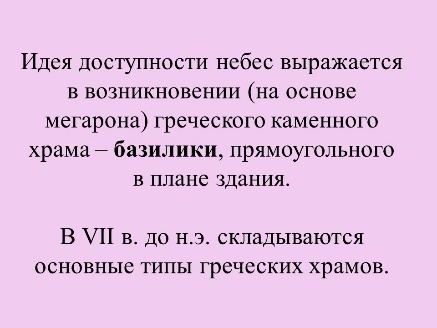 Идея доступности небес выражается
в возникновении (на основе
мегарона) греческого каменного
храма – базилики, прямоугольного
в плане здания.
В VII в. до н.э. складываются
основные типы греческих храмов.